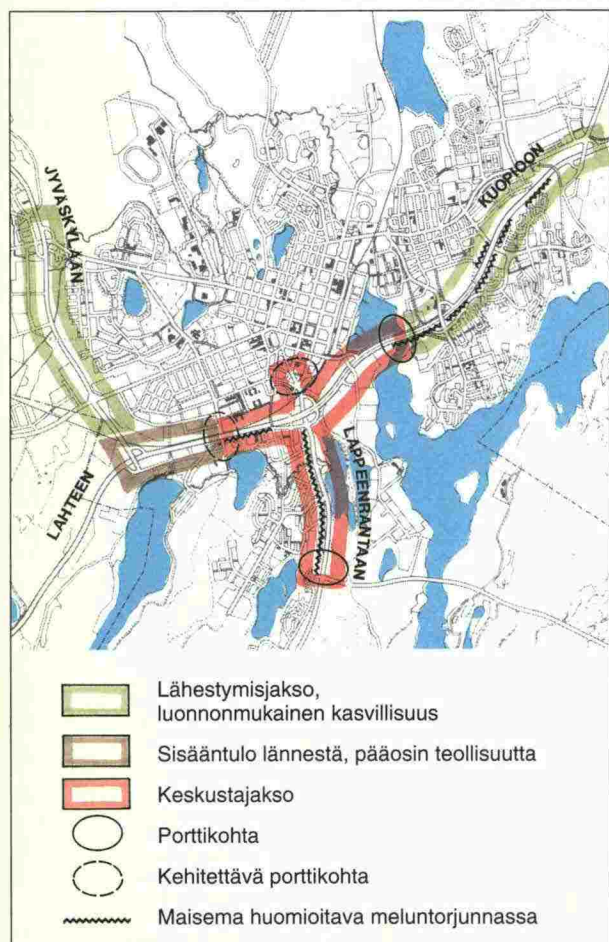 JYVÄSKYLÄÄN
KUOPIOON
LAHTEEN
LAPPEENRANTAAN
Lähestymisjakso,
luonnonmukainen kasvillisuus
Sisääntulo lännestä, pääosin teollisuutta
Keskustajakso
Porttikohta
Kehitettävä porttikohta
Maisema huomioitava meluntorjunnassa